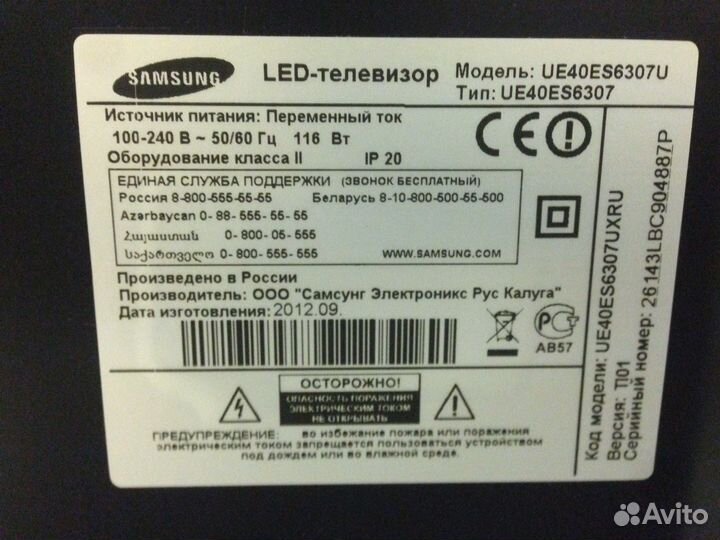 SAMSUNG LED-телевизор Модель: UE40ES6307U
Тип: UE40ES6307
Источник питания: Переменный ток
100-240 В ~ 50/60 Гц 116 Вт
Оборудование класса II IP 20
ЕДИНАЯ СЛУЖБА ПОДДЕРЖКИ (ЗВОНОК БЕСПЛАТНЫЙ)
Россия 8-800-555-55-55 Беларусь 8-10-800-500-55-500
Azərbaycan 0- 88- 555- 55- 55
Հայաստան 0- 800- 05- 555
საქართველო 0- 800- 555- 555 WWW.SAMSUNG.COM
Произведено в России
Производитель: ООО "Самсунг Электроникс Рус Калуга"
Дата изготовления:2012.09.
АВ57
ОСТОРОЖНО!
ОПАСНОСТЬ ПОРАЖЕНИЯ
ЭЛЕКТРИЧЕСКИМ ТОКОМ
НЕ ОТКРЫВАТЬ
ПРЕДУПРЕЖДЕНИЕ: во избежание пожара или поражения
электрическим током запрещается пользоваться устройством
под дождем или во влажной среде.
Код модели: UE40ES6307UXRU
Версия: TI01
Серийный номер: 26143LBC904887P
Avito